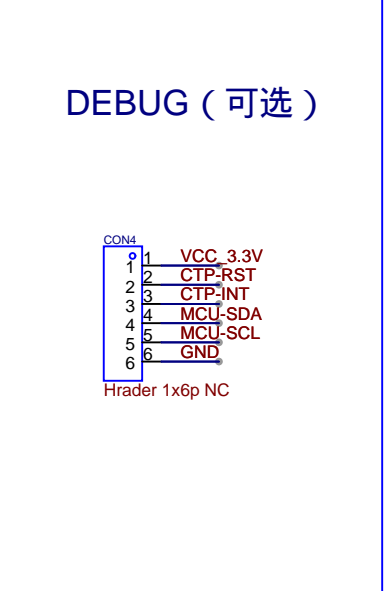 DEBUG（可选）
CON4
1 1 VCC_3.3V
2 2 CTP-RST
3 3 CTP-INT
4 4 MCU-SDA
5 5 MCU-SCL
6 6 GND
Hrader 1x6p NC